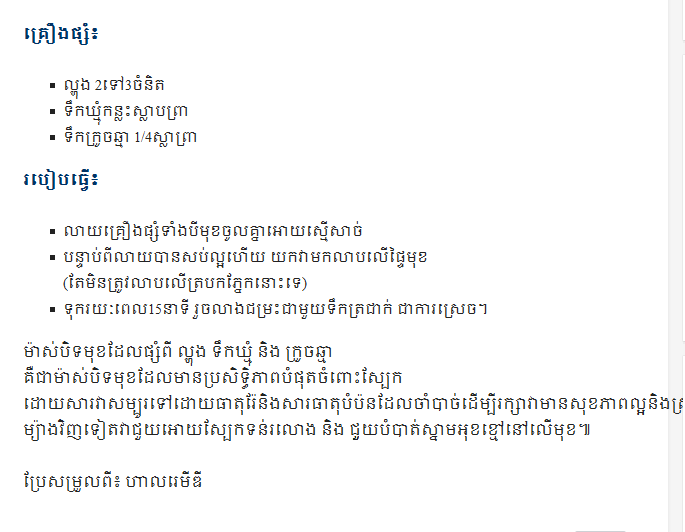 គ្រឿងផ្សំ៖
ល្ហុង 2ទៅ3ចំនិត
ទឹកឃ្មុំកន្លះស្លាបព្រា
ទឹកក្រូចឆ្មា 1/4ស្លាព្រា
របៀបធ្វើ៖
លាយគ្រឿងផ្សំទាំងបីមុខចូលគ្នាអោយស្មើសាច់
បន្ទាប់ពីលាយបានសព់ល្អហើយ យកវាមកលាបលើផ្ទៃមុខ
(តែមិនត្រូវលាបលើត្របកភ្នែកនោះទេ)
ទុករយៈពេល15នាទី រួចលាងជម្រះជាមួយទឹកត្រជាក់ ជាការស្រេច។
ម៉ាស់បិទមុខដែលផ្សំពី ល្ហុង ទឹកឃ្មុំ និង ក្រូចឆ្មា
គឺជាម៉ាស់បិទមុខដែលមានប្រសិទ្ធិភាពបំផុតចំពោះស្បែក
ដោយសារវាសម្បូរទៅដោយធាតុរ៉ែនិងសារធាតុបំប៉នដែលចាំបាច់ដើម្បីរក្សាវាមានសុខភាពល្អនិង
ម្យ៉ាងវិញទៀតវាជួយអោយស្បែកទន់រលោង និង ជួយបំបាត់ស្នាមអុខខ្មៅនៅលើមុខ៕
ប្រែសម្រួលពី៖ ហាលរេមីឌី